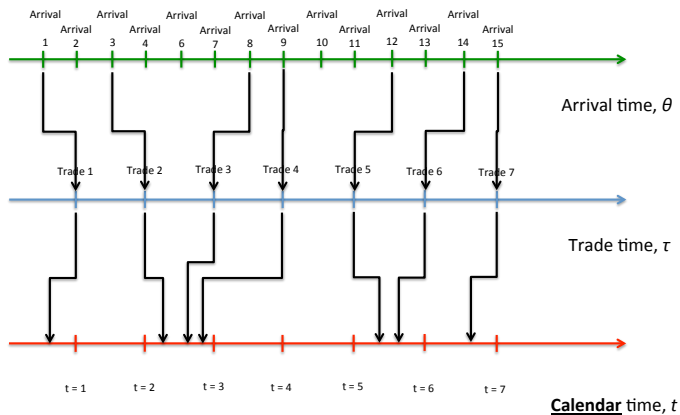 Arrival Arrival Arrival Arrival Arrival Arrival Arrival
Arrival Arrival Arrival Arrival Arrival Arrival Arrival
1 2 3 4 6 7 8 9 10 11 12 13 14 15
Arrival time, θ
Trade 1 Trade 2 Trade 3 Trade 4 Trade 5 Trade 6 Trade 7
Trade time, τ
t = 1 t = 2 t = 3 t = 4 t = 5 t = 6 t = 7
Calendar time, t